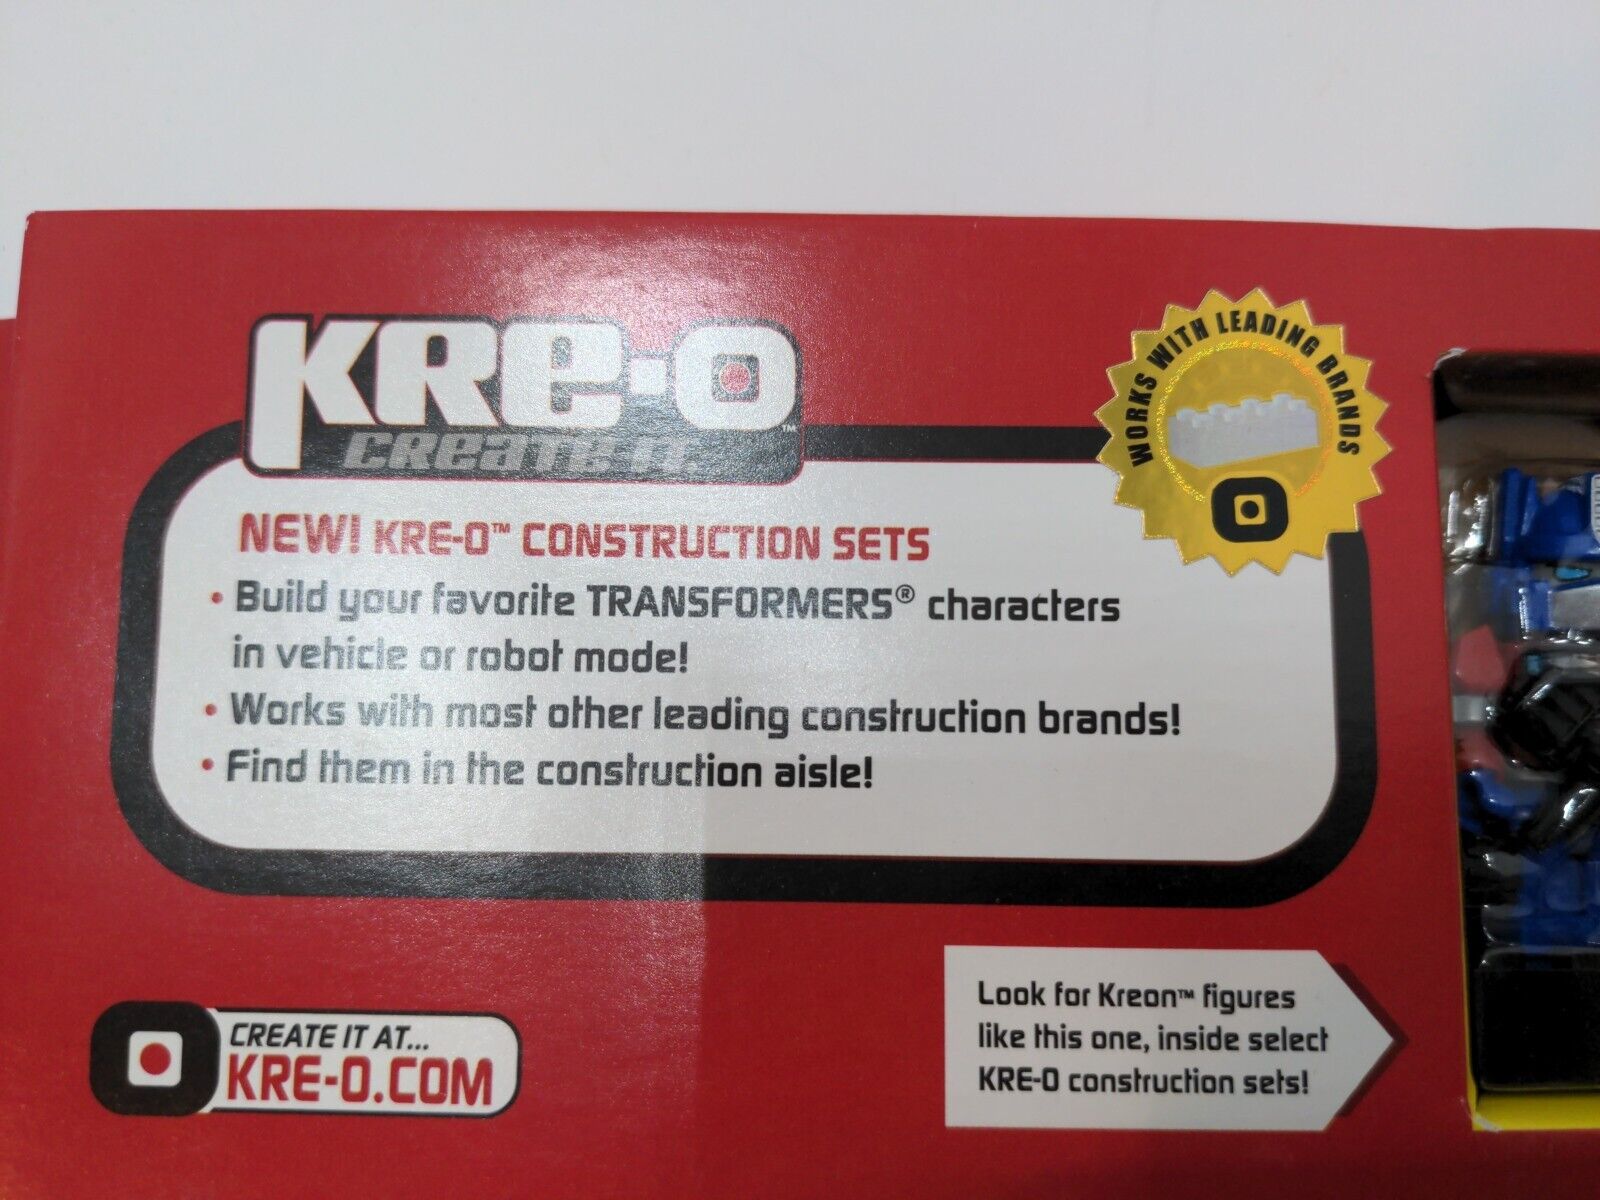 KRE-O™
CREATE IT.
WORKS WITH LEADING BRANDS
NEW! KRE-O™ CONSTRUCTION SETS
• Build your favorite TRANSFORMERS® characters
in vehicle or robot mode!
• Works with most other leading construction brands!
• Find them in the construction aisle!
CREATE IT AT...
KRE-O.COM
Look for Kreon™ figures
like this one, inside select
KRE-O construction sets!